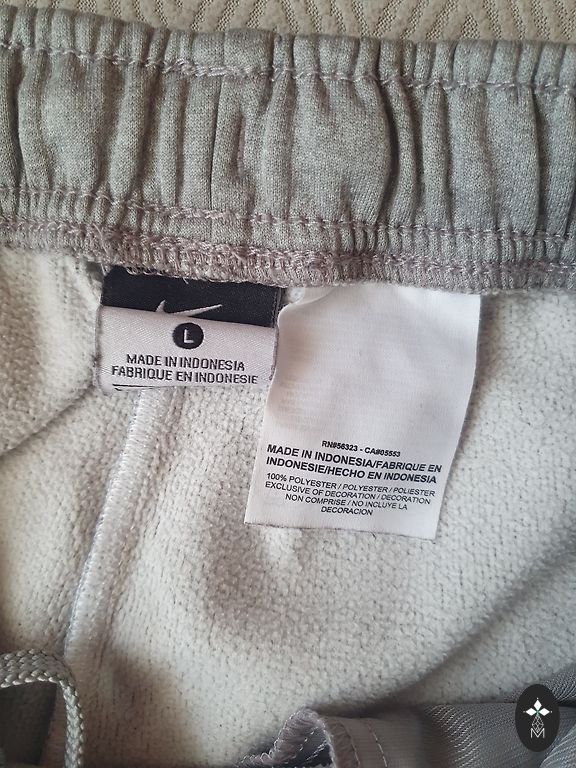 L
MADE IN INDONESIA
FABRIQUE EN INDONESIE
RN#56323 - CA#05553
MADE IN INDONESIA/FABRIQUE EN
INDONESIE/HECHO EN INDONESIA
100% POLYESTER / POLYESTER / POLIESTER
EXCLUSIVE OF DECORATION / DECORATION
NON COMPRISE / NO INCLUYE LA
DECORACION
M